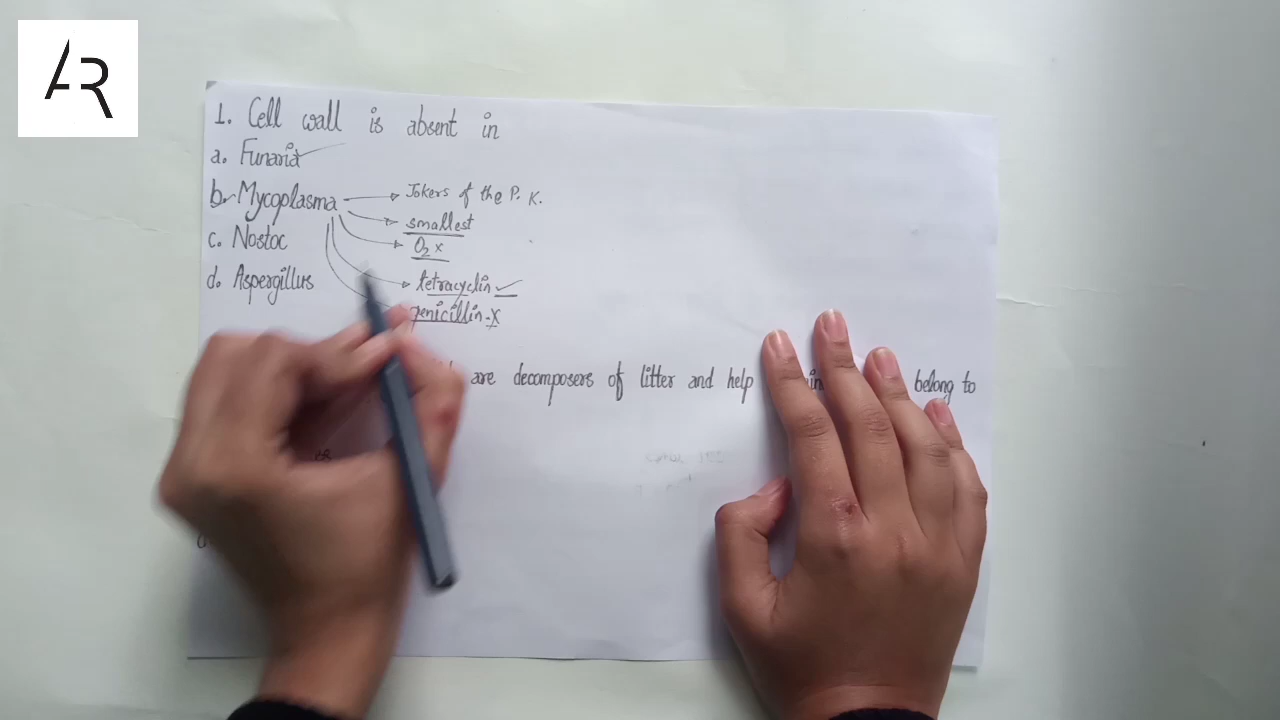 AR
1. Cell wall is absent in
a. Funaria
b. Mycoplasma → Jokers of the P. K.
smallest
c. Nostoc
O2 x
d. Aspergillus
tetracyclin ✓
penicillin - x
are decomposers of litter and help belong to